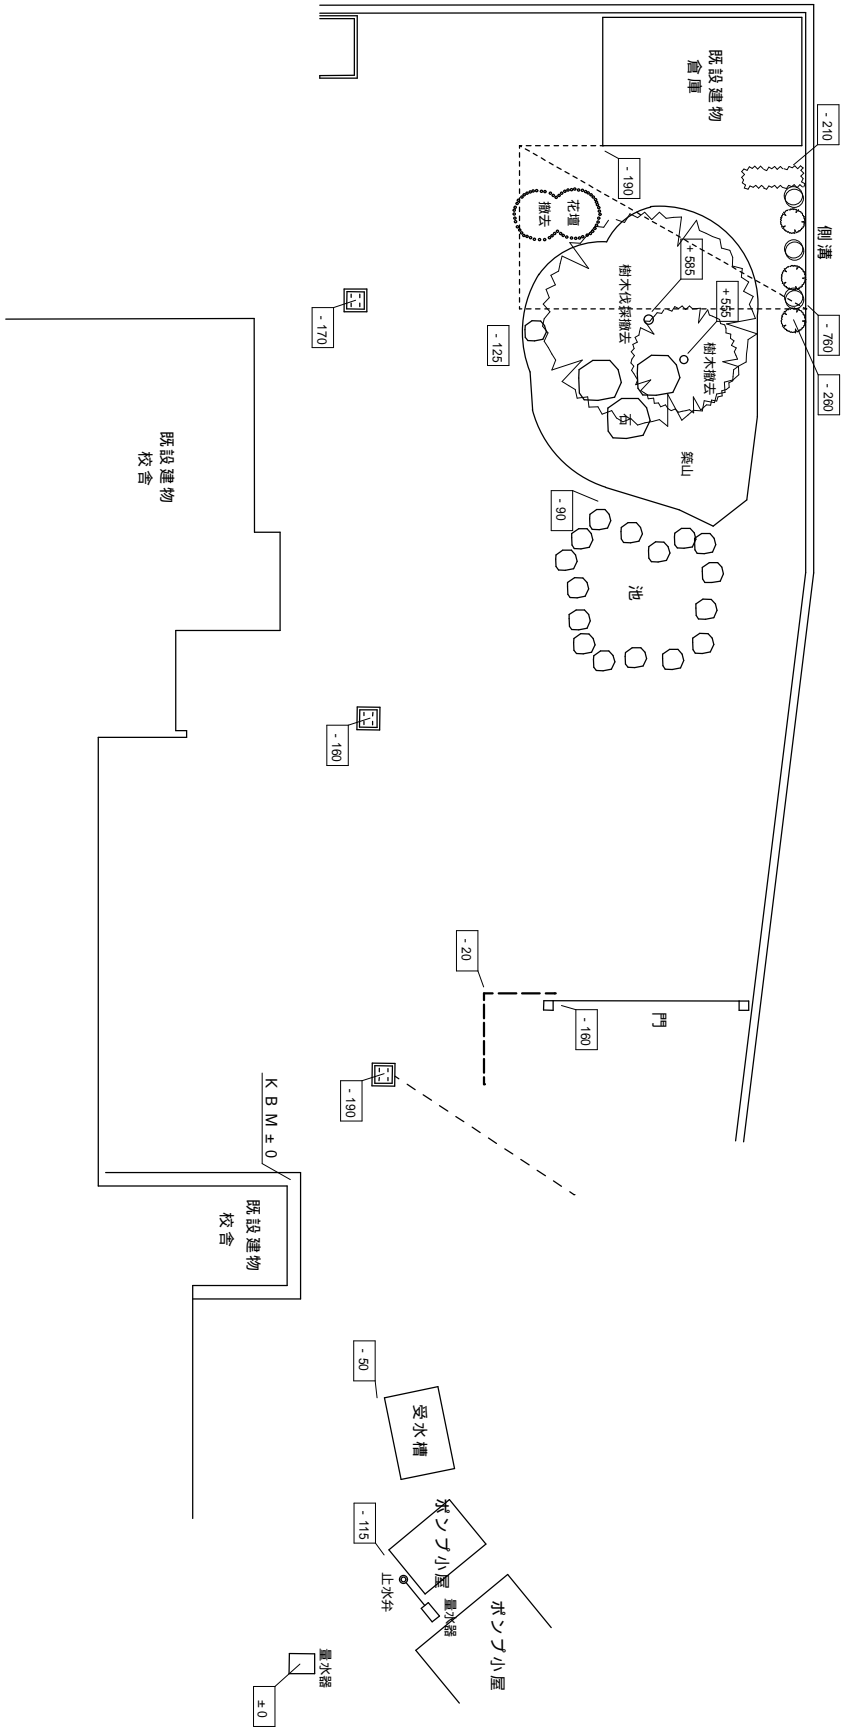 既設建物
倉庫
- 210
- 190
側溝
花壇
撤去
+ 585
+ 555
樹木伐採撤去
樹木撤去
- 170
- 125
- 760
- 260
石
築山
既設建物
校舎
- 90
池
- 160
- 20
- 160
門
- 190
ＫＢＭ±0
既設建物
校舎
- 50
受水槽
- 115
ポンプ小屋
止水弁
量水器
ポンプ小屋
量水器
±0